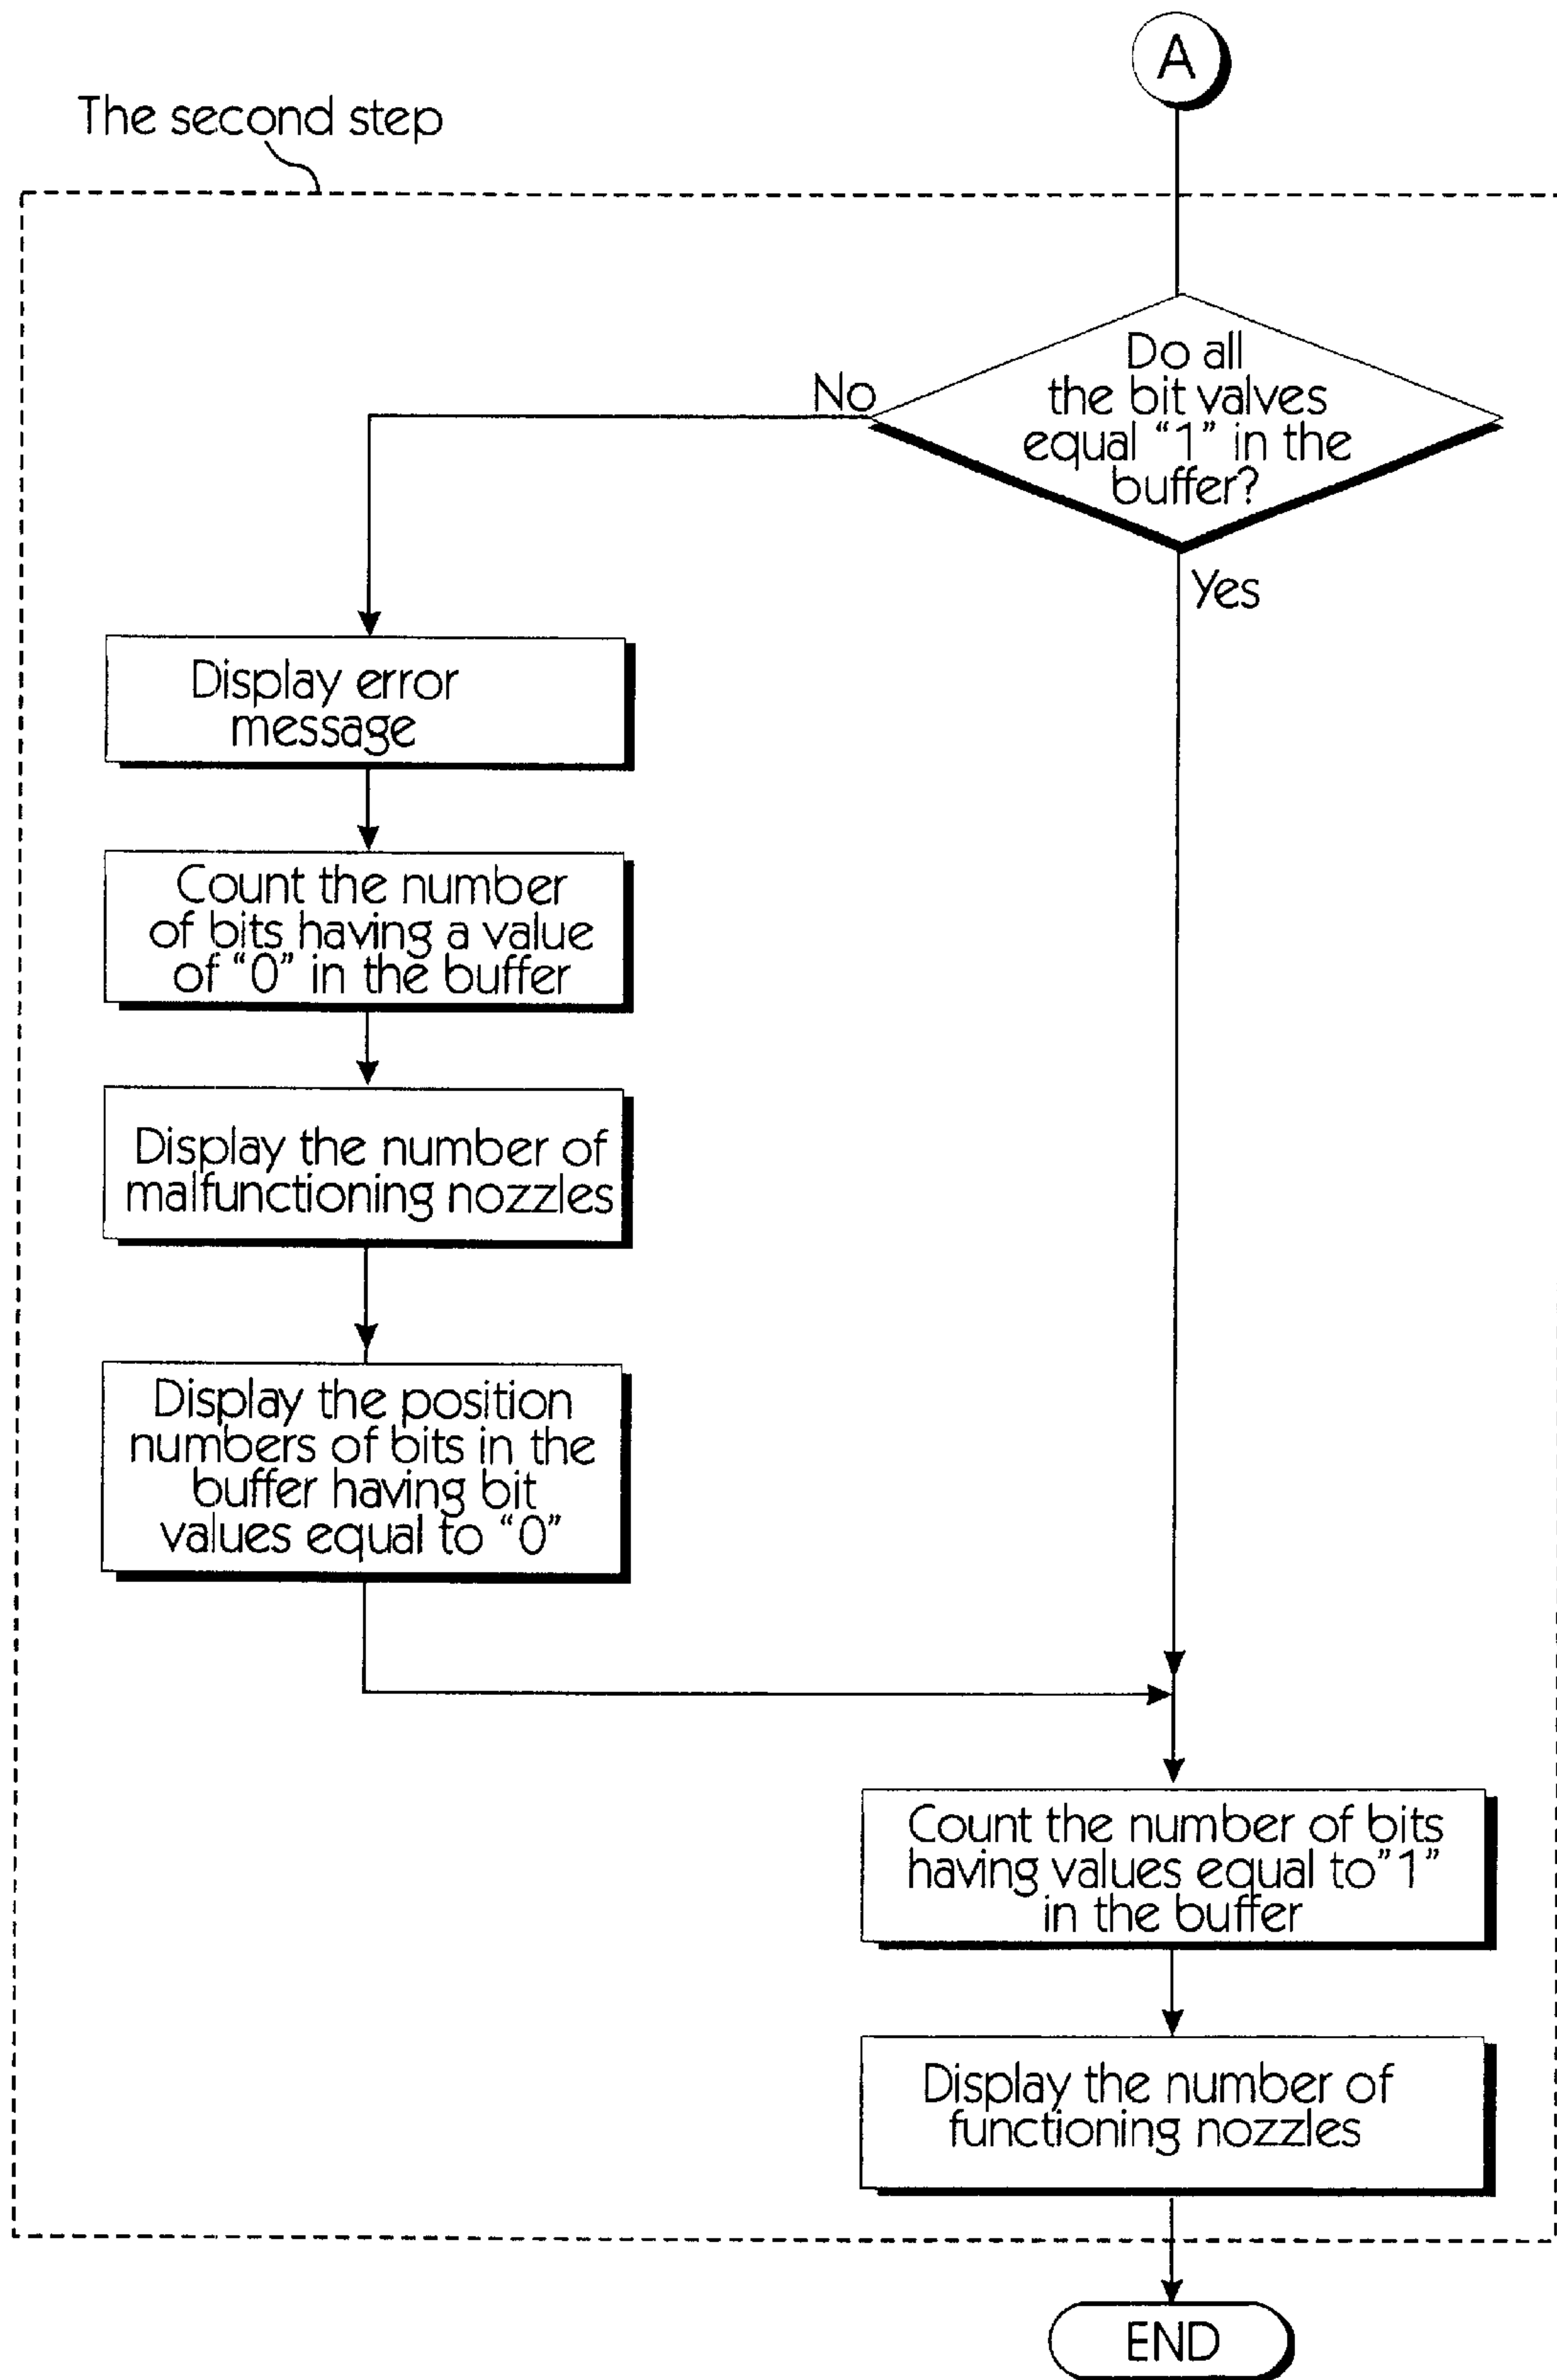 A
The second step
Do all
the bit valves
equal “1” in the
buffer?
No
Yes
Display error
message
Count the number
of bits having a value
of “0” in the buffer
Display the number of
malfunctioning nozzles
Display the position
numbers of bits in the
buffer having bit
values equal to “0”
Count the number of bits
having values equal to”1”
in the buffer
Display the number of
functioning nozzles
END